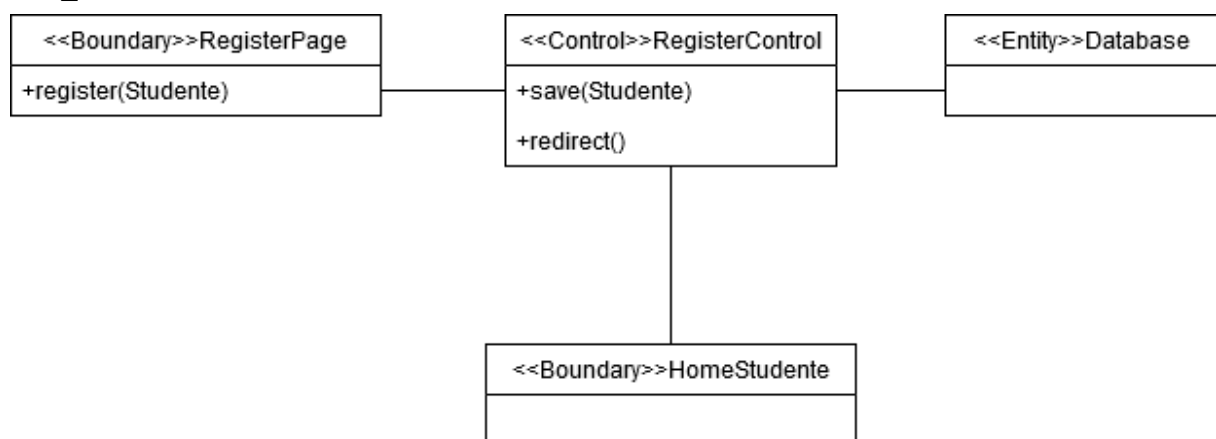 <<Boundary>>RegisterPage
+register(Studente)
<<Control>>RegisterControl
+save(Studente)
+redirect()
<<Entity>>Database
<<Boundary>>HomeStudente